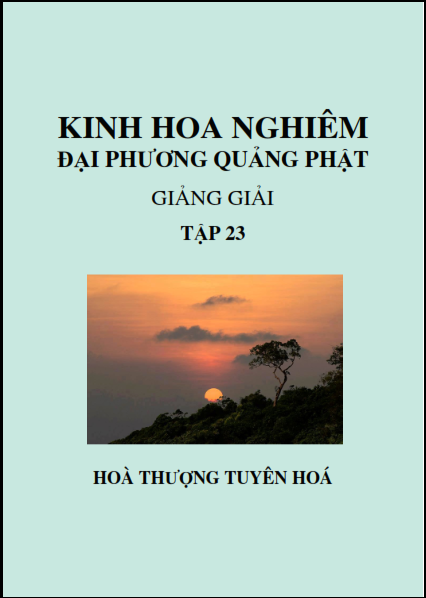 KINH HOA NGHIÊM
ĐẠI PHƯƠNG QUẢNG PHẬT
GIẢNG GIẢI
TẬP 23
HOÀ THƯỢNG TUYÊN HOÁ